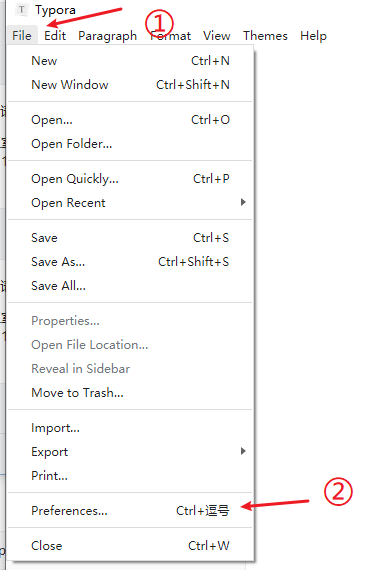 Typora
①
File Edit Paragraph Format View Themes Help
New Ctrl+N
New Window Ctrl+Shift+N
Open... Ctrl+O
Open Folder...
Open Quickly... Ctrl+P
Open Recent
Save Ctrl+S
Save As... Ctrl+Shift+S
Save All...
Properties...
Open File Location...
Reveal in Sidebar
Move to Trash...
Import...
Export
Print...
②
Preferences... Ctrl+逗号
Close Ctrl+W